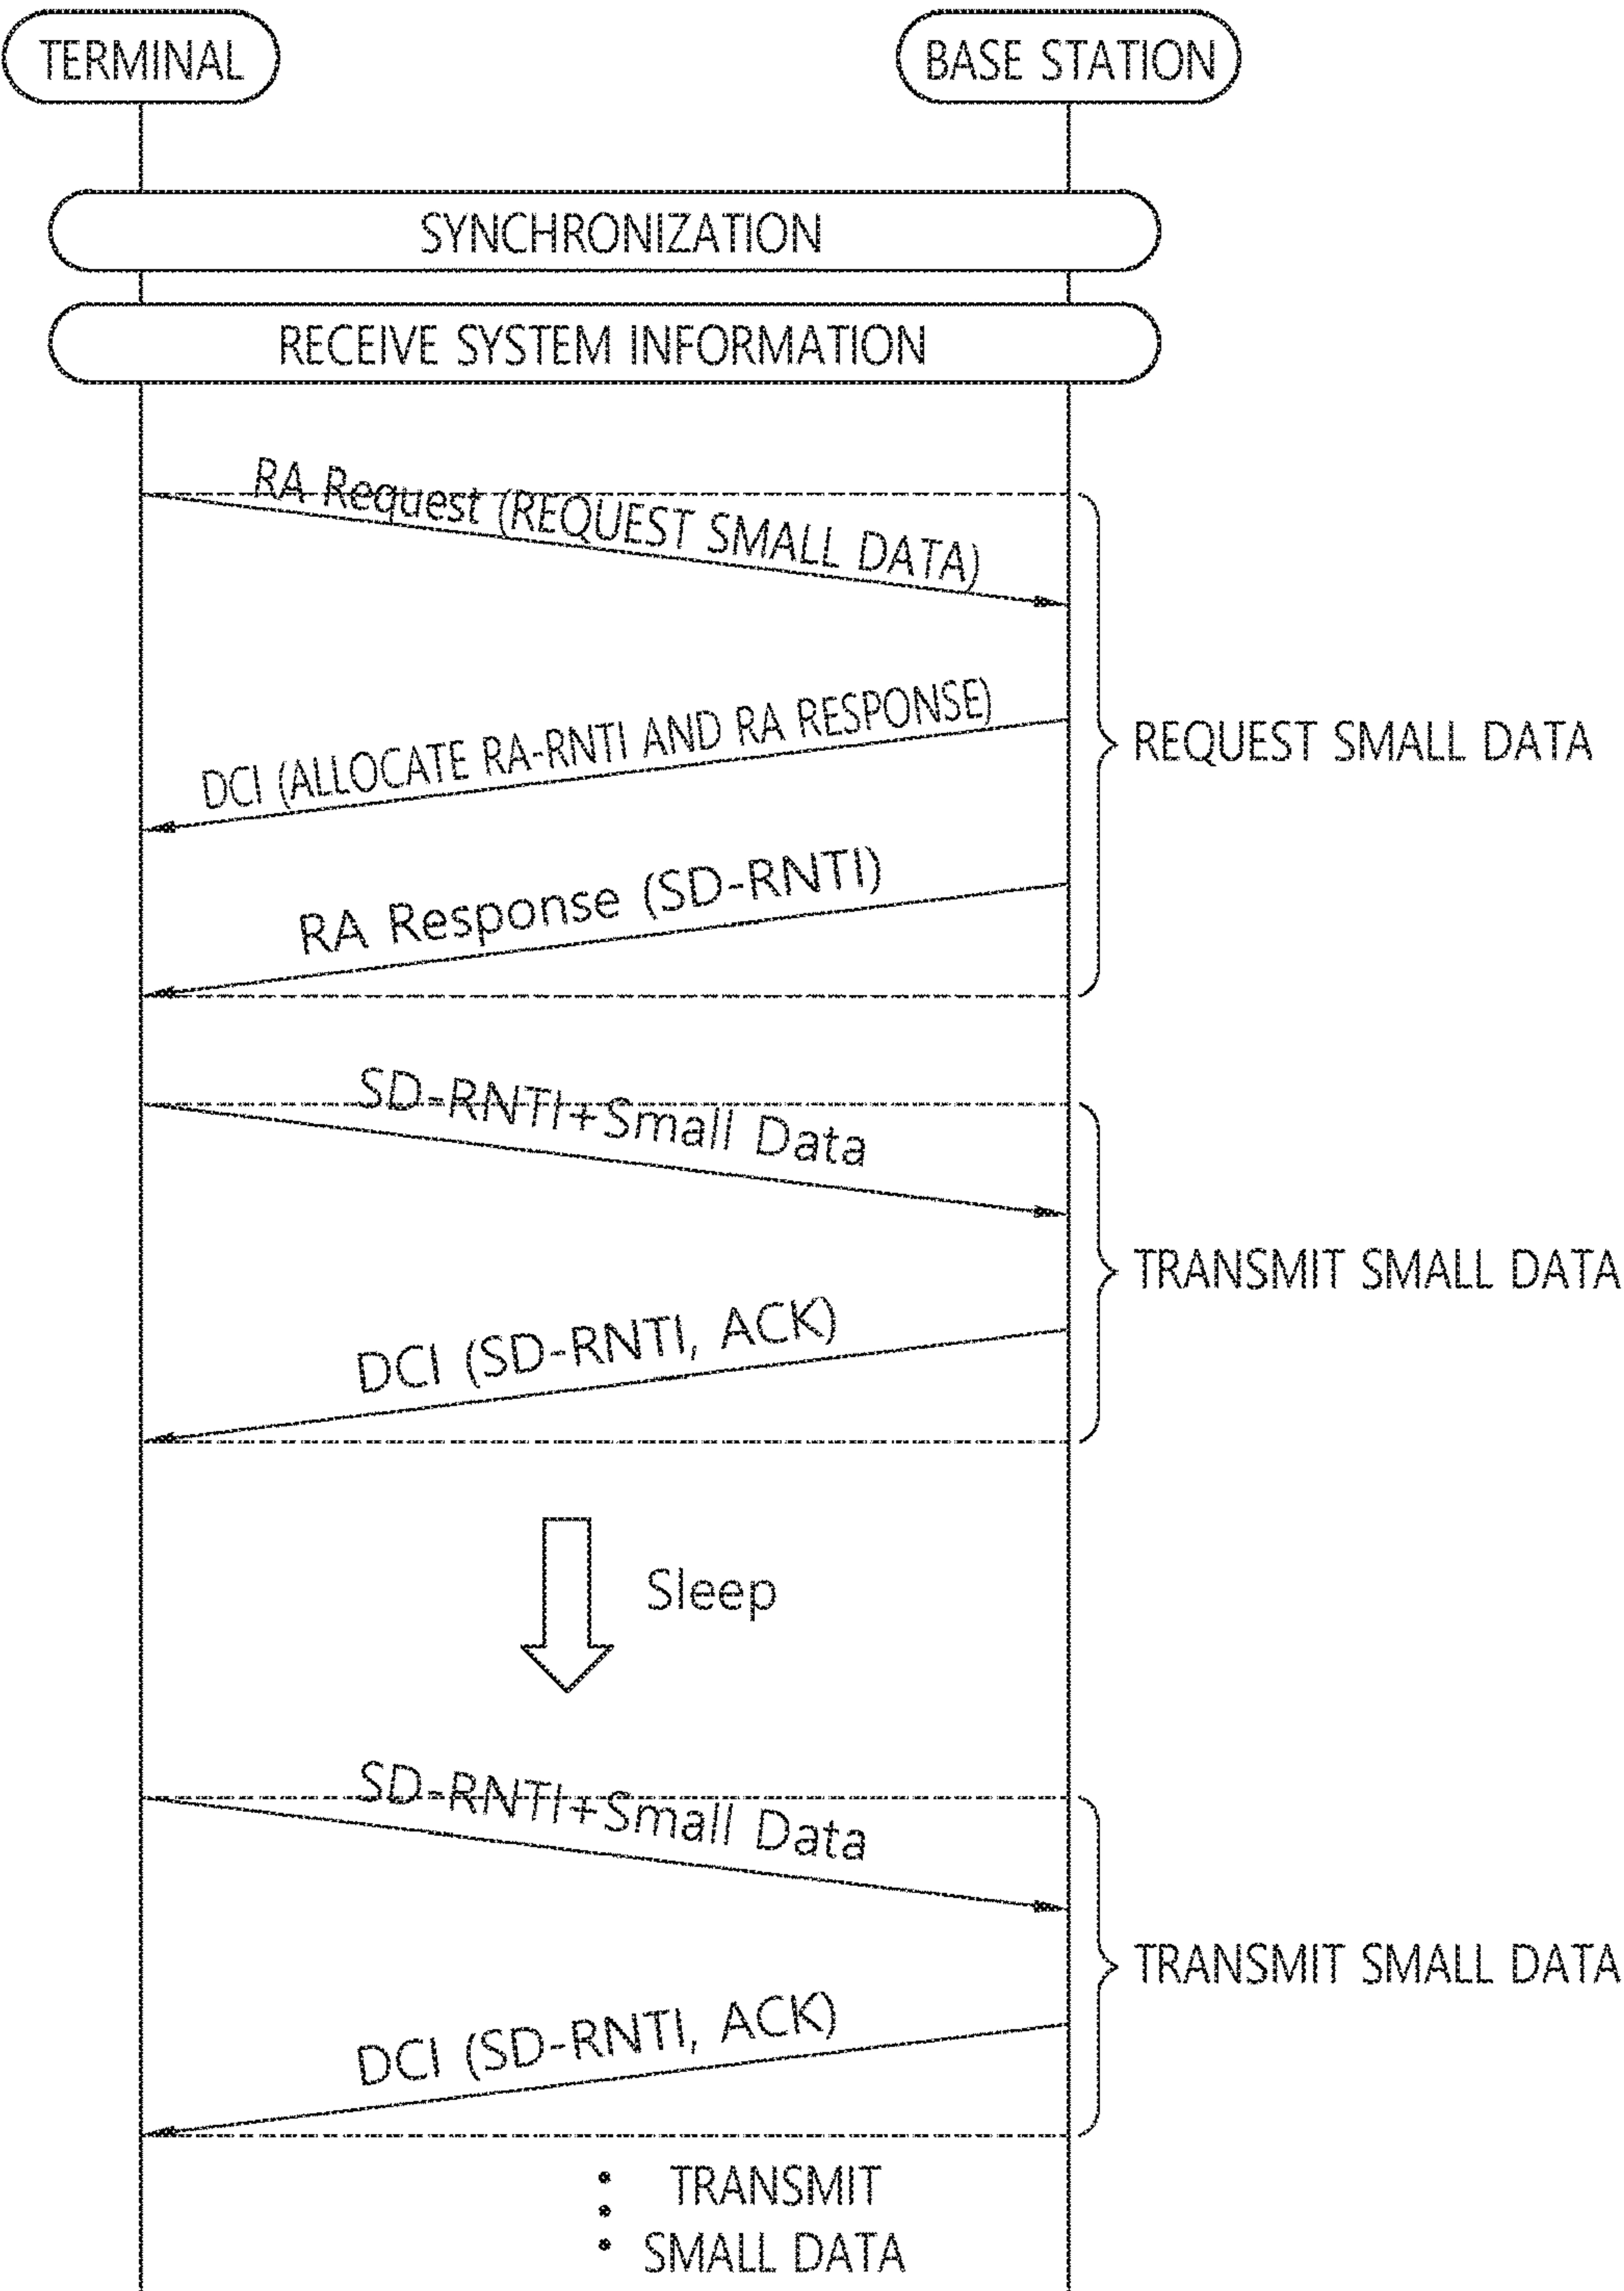 TERMINAL
BASE STATION
SYNCHRONIZATION
RECEIVE SYSTEM INFORMATION
RA Request (REQUEST SMALL DATA)
DCI (ALLOCATE RA-RNTI AND RA RESPONSE)
REQUEST SMALL DATA
RA Response (SD-RNTI)
SD-RNTI+Small Data
TRANSMIT SMALL DATA
DCI (SD-RNTI, ACK)
Sleep
SD-RNTI+Small Data
TRANSMIT SMALL DATA
DCI (SD-RNTI, ACK)
TRANSMIT
SMALL DATA